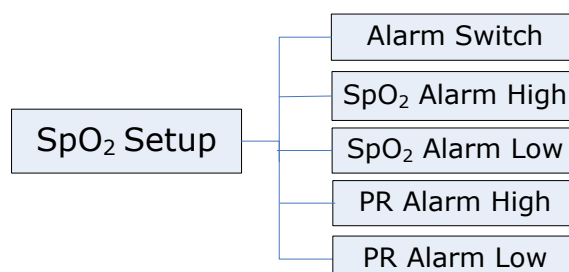 Alarm Switch
SpO₂ Alarm High
SpO₂ Setup
SpO₂ Alarm Low
PR Alarm High
PR Alarm Low